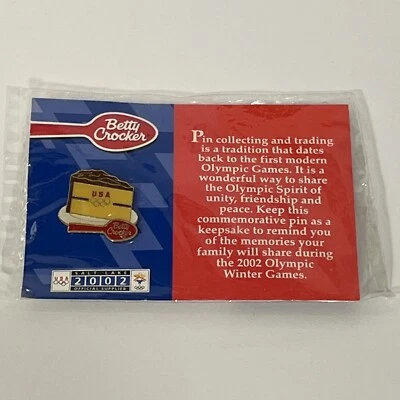 Betty
Crocker
USA
Betty
Crocker
USA
SALT LAKE
2002
OFFICIAL SUPPLIER
Pin collecting and trading
is a tradition that dates
back to the first modern
Olympic Games. It is a
wonderful way to share
the Olympic Spirit of
unity, friendship and
peace. Keep this
commemorative pin as a
keepsake to remind you
of the memories your
family will share during
the 2002 Olympic
Winter Games.